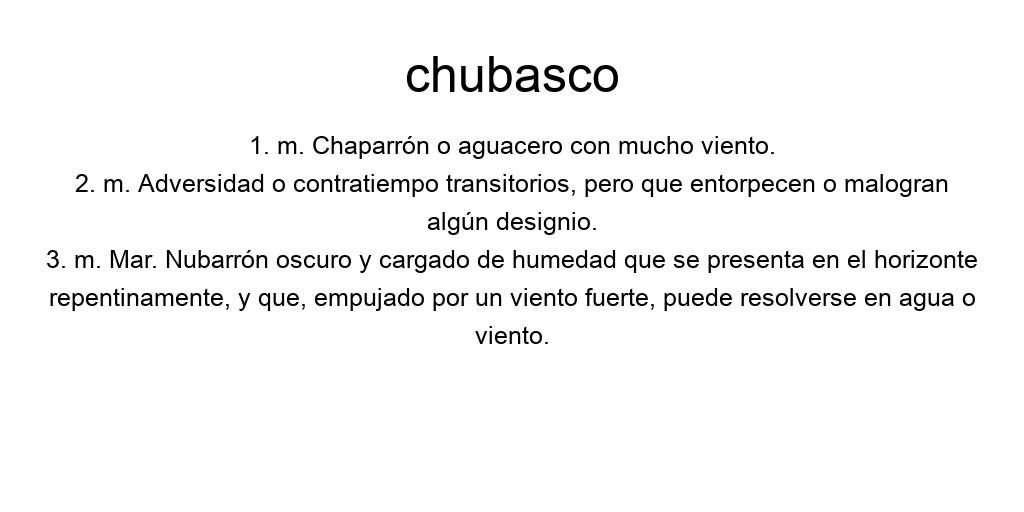 chubasco
1. m. Chaparrón o aguacero con mucho viento.
2. m. Adversidad o contratiempo transitorios, pero que entorpecen o malogran
algún designio.
3. m. Mar. Nubarrón oscuro y cargado de humedad que se presenta en el horizonte
repentinamente, y que, empujado por un viento fuerte, puede resolverse en agua o
viento.